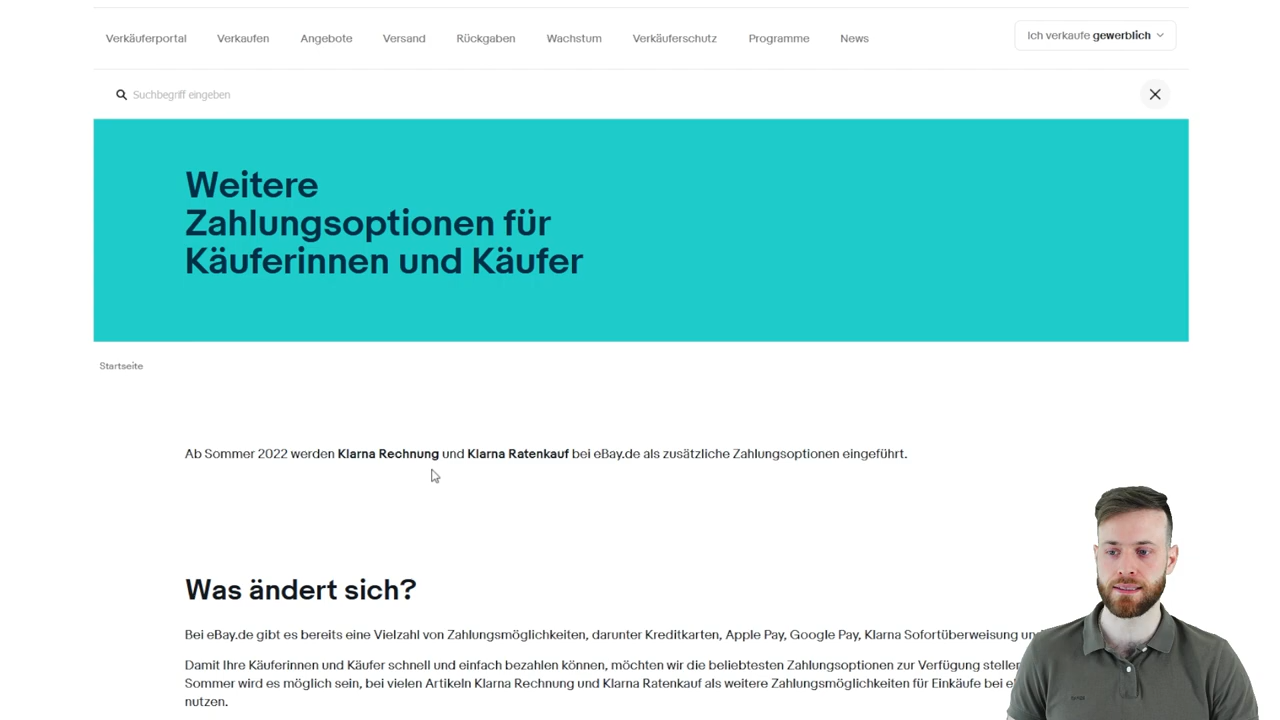 Verkäuferportal Verkaufen Angebote Versand Rückgaben Wachstum Verkäuferschutz Programme News Ich verkaufe gewerblich
Suchbegriff eingeben
Weitere
Zahlungsoptionen für
Käuferinnen und Käufer
Startseite
Ab Sommer 2022 werden Klarna Rechnung und Klarna Ratenkauf bei eBay.de als zusätzliche Zahlungsoptionen eingeführt.
Was ändert sich?
Bei eBay.de gibt es bereits eine Vielzahl von Zahlungsmöglichkeiten, darunter Kreditkarten, Apple Pay, Google Pay, Klarna Sofortüberweisung
Damit Ihre Käuferinnen und Käufer schnell und einfach bezahlen können, möchten wir die beliebtesten Zahlungsoptionen zur Verfügung
Sommer wird es möglich sein, bei vielen Artikeln Klarna Rechnung und Klarna Ratenkauf als weitere Zahlungsmöglichkeiten für Einkäufe bei
nutzen.